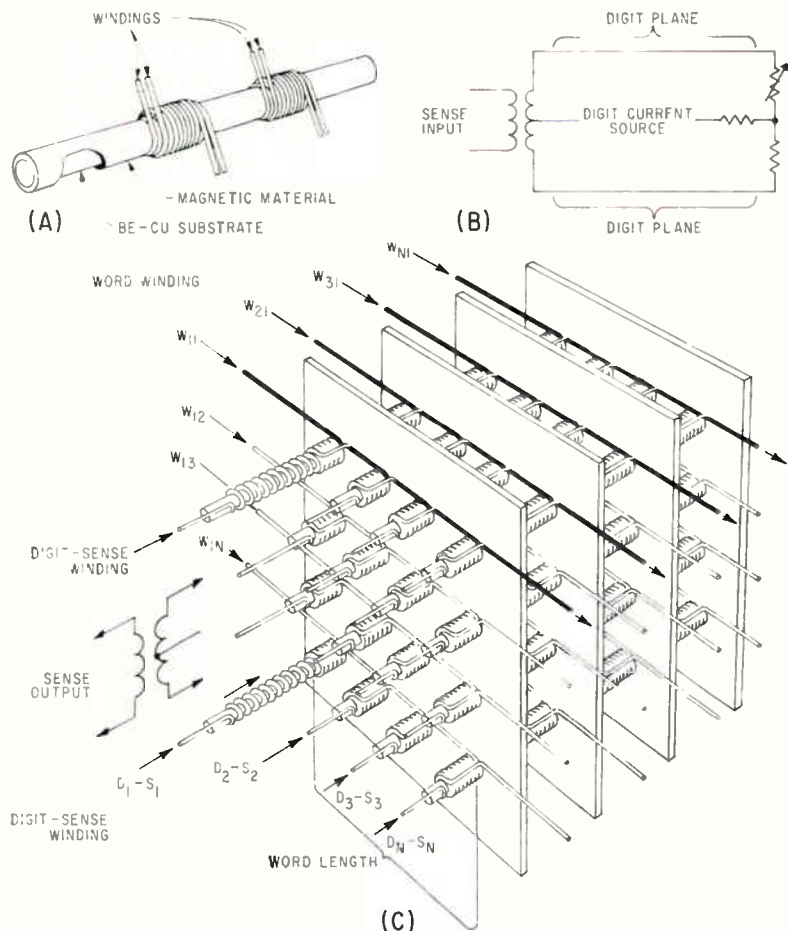 WINDINGS
-MAGNETIC MATERIAL
BE-CU SUBSTRATE
(A)
DIGIT PLANE
SENSE
INPUT
DIGIT CURRENT
SOURCE
DIGIT PLANE
(B)
WORD WINDING
W11
W21
W31
WN1
W12
W13
W1N
DIGIT-SENSE
WINDING
SENSE
OUTPUT
D1-S1
D2-S2
D3-S3
DN-SN
DIGIT-SENSE
WINDING
WORD LENGTH
(C)